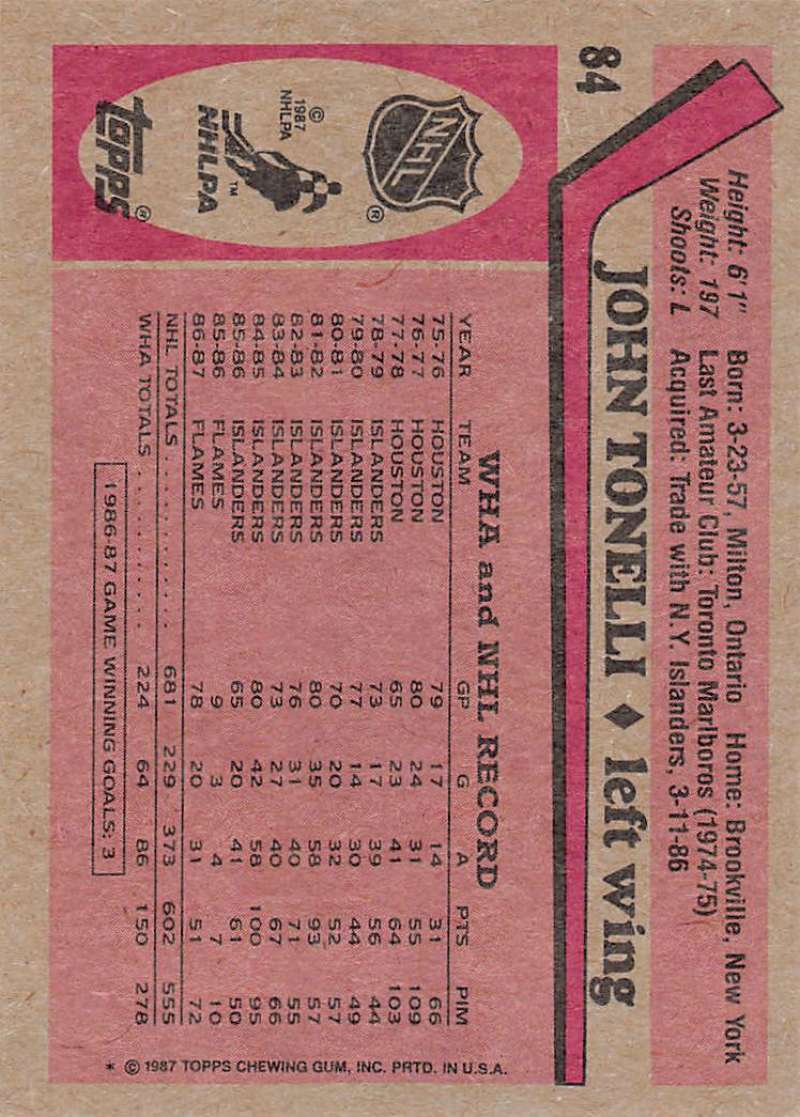 84
Height: 6'1" Born: 3-23-57, Milton, Ontario Home: Brookville, New York
Weight: 197 Last Amateur Club: Toronto Marlboros (1974-75)
Shoots: L Acquired: Trade with N.Y. Islanders, 3-11-86
JOHN TONELLI ♦ left wing
NHL ®
© 1987 NHLPA
NHLPA ™
TOPPS ®
WHA and NHL RECORD
YEAR TEAM GP G A PTS PIM
75-76 HOUSTON 79 17 14 31 66
76-77 HOUSTON 80 24 31 55 109
77-78 HOUSTON 65 23 41 64 103
78-79 ISLANDERS 73 17 39 56 44
79-80 ISLANDERS 77 14 30 44 49
80-81 ISLANDERS 70 20 32 52 57
81-82 ISLANDERS 80 35 58 93 57
82-83 ISLANDERS 76 31 40 71 55
83-84 ISLANDERS 73 27 40 67 66
84-85 ISLANDERS 80 42 58 100 95
85-86 ISLANDERS 65 20 41 61 50
85-86 FLAMES 9 3 4 7 10
86-87 FLAMES 78 20 31 51 72
NHL TOTALS . . . . . . . . . . . . 681 229 373 602 555
WHA TOTALS . . . . . . . . . . . . 224 64 86 150 278
1986-87 GAME WINNING GOALS: 3
* © 1987 TOPPS CHEWING GUM, INC. PRTD. IN U.S.A.